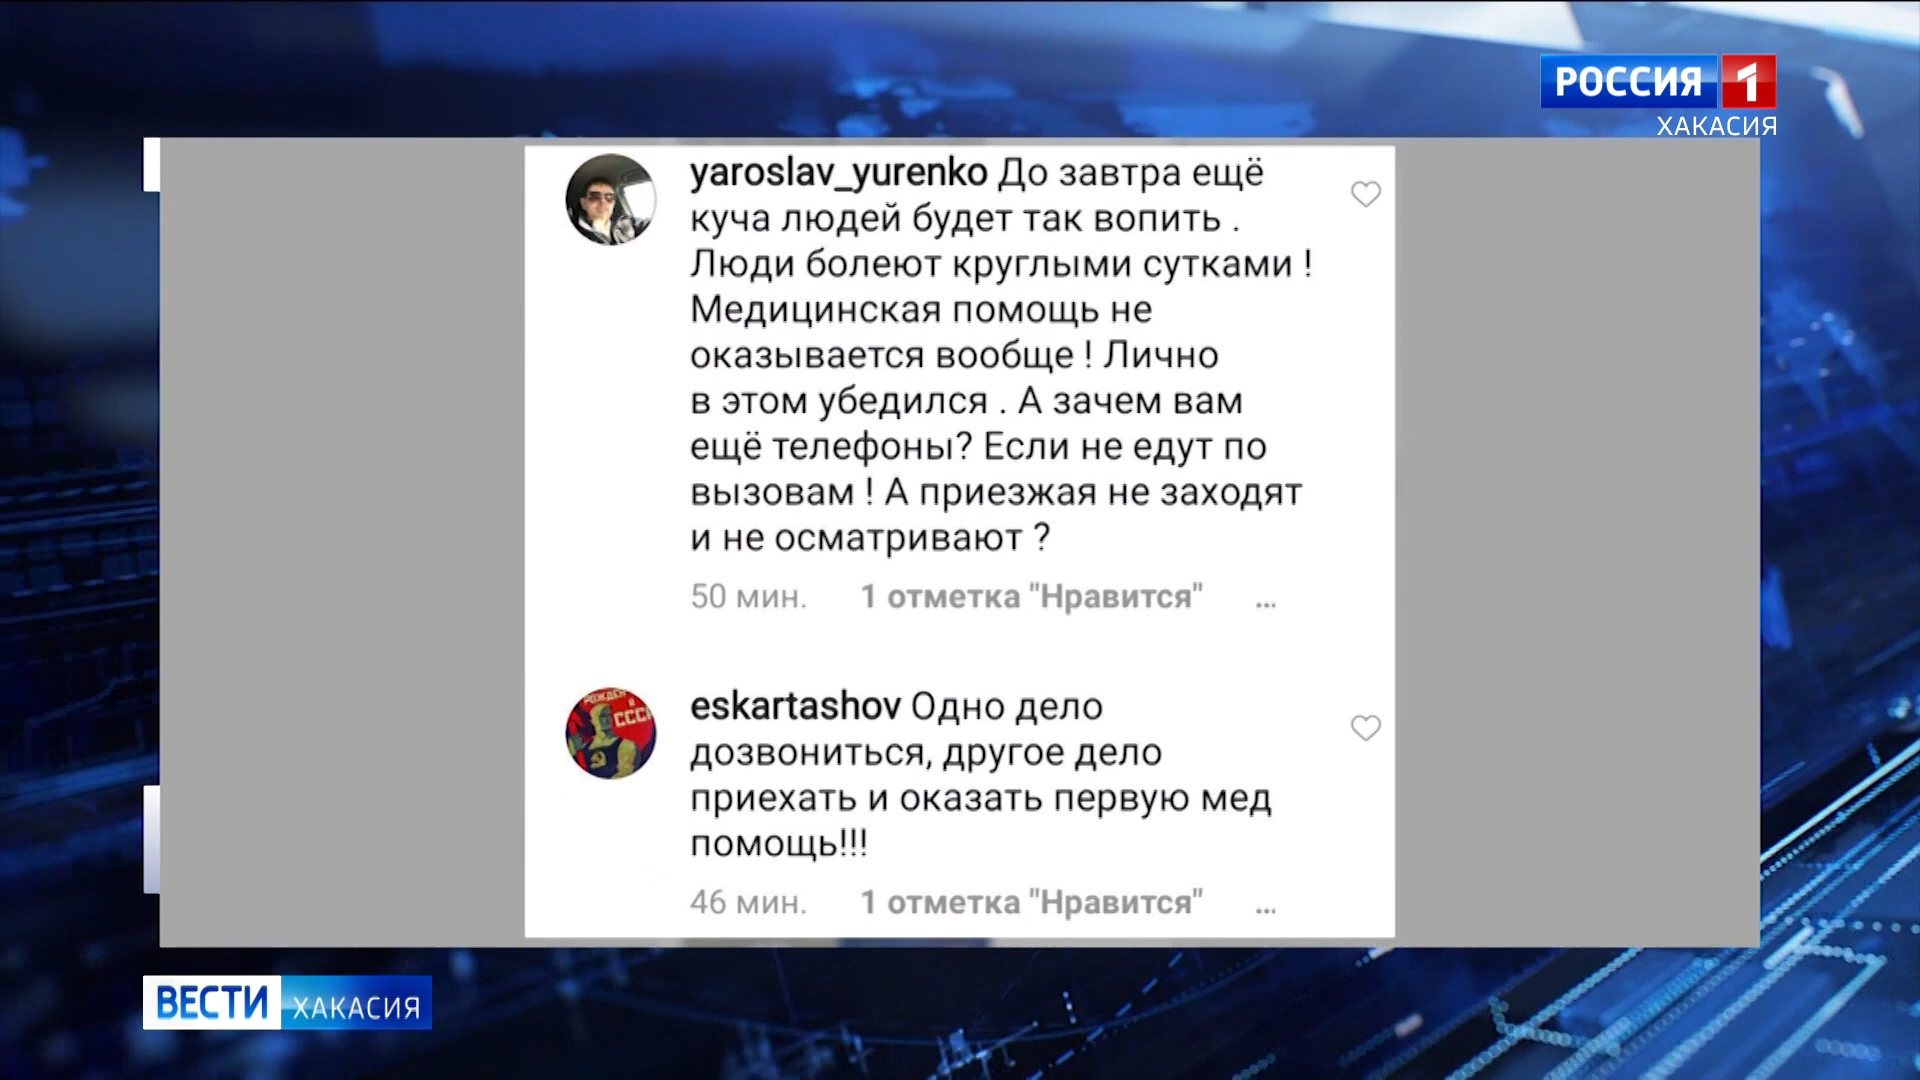 РОССИЯ 1
ХАКАСИЯ
yaroslav_yurenko До завтра ещё
куча людей будет так вопить .
Люди болеют круглыми сутками !
Медицинская помощь не
оказывается вообще ! Лично
в этом убедился . А зачем вам
ещё телефоны? Если не едут по
вызовам ! А приезжая не заходят
и не осматривают ?
50 мин. 1 отметка "Нравится" ...
СССР
eskartashov Одно дело
дозвониться, другое дело
приехать и оказать первую мед
помощь!!!
46 мин. 1 отметка "Нравится" ...
ВЕСТИ ХАКАСИЯ